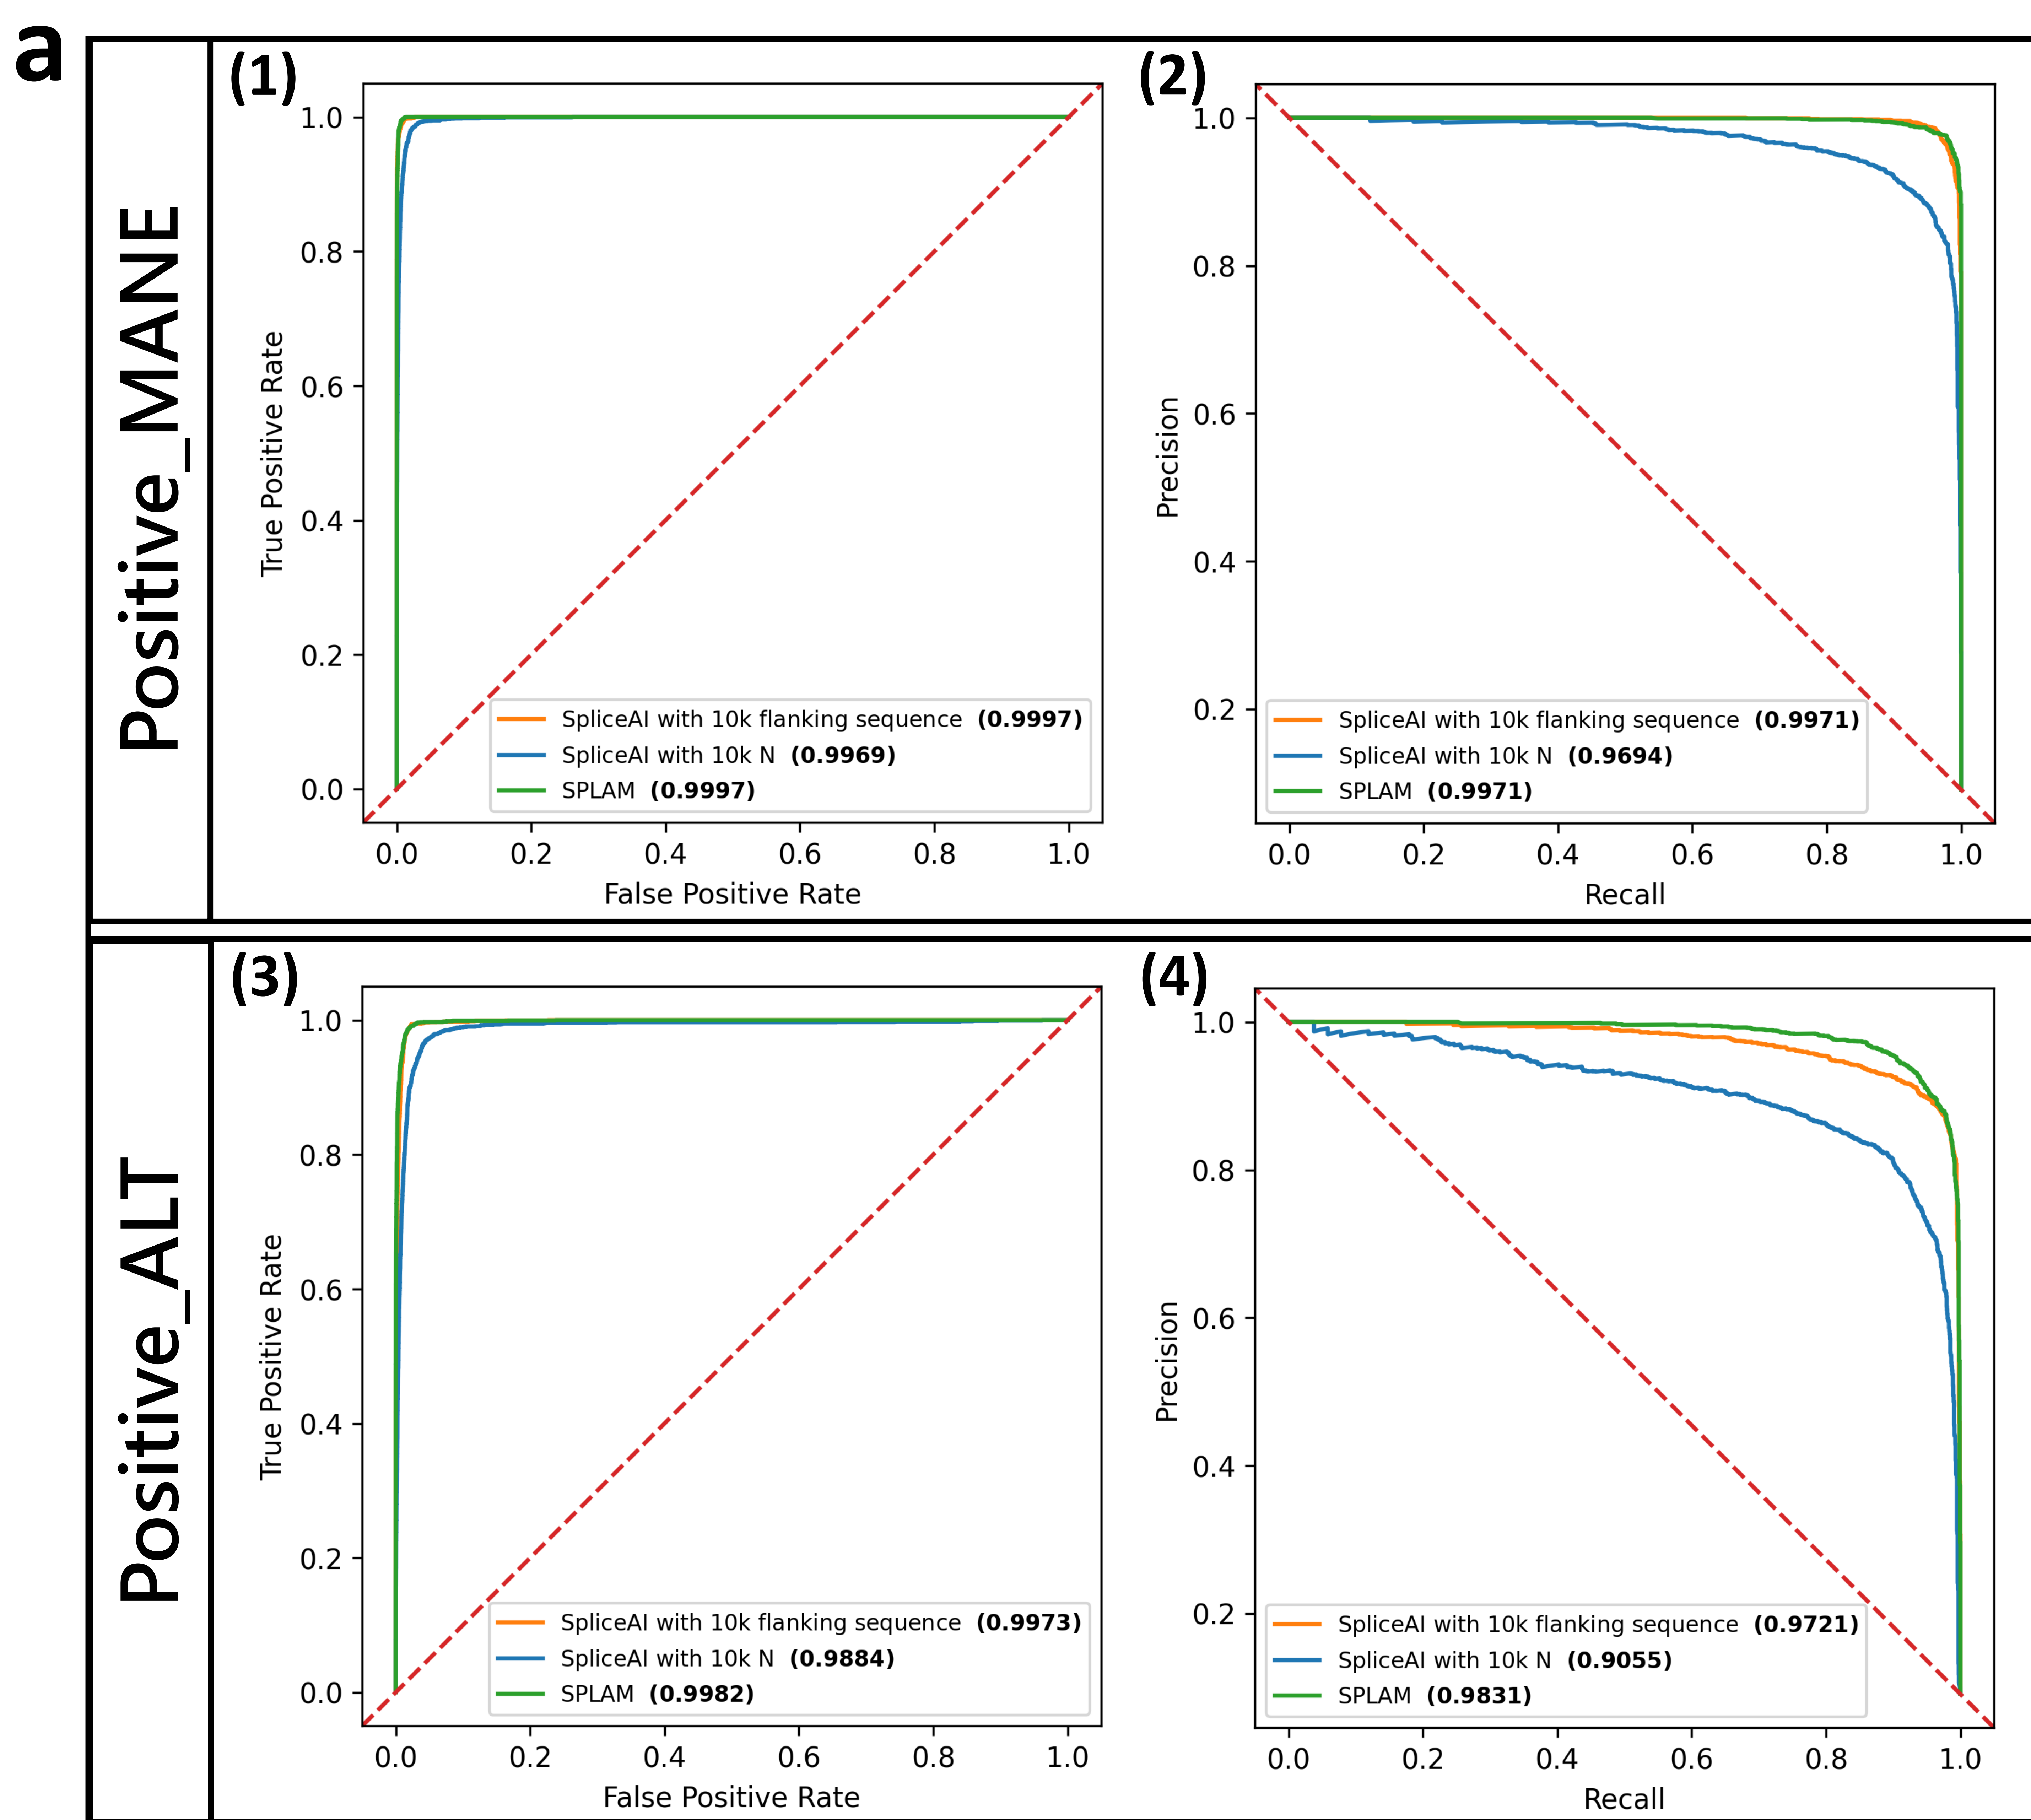 a
Positive_MANE
(1)
1.0
0.8
0.6
0.4
0.2
0.0
True Positive Rate
SpliceAI with 10k flanking sequence (0.9997)
SpliceAI with 10k N (0.9969)
SPLAM (0.9997)
0.0 0.2 0.4 0.6 0.8 1.0
False Positive Rate
(2)
1.0
0.8
0.6
0.4
0.2
Precision
SpliceAI with 10k flanking sequence (0.9971)
SpliceAI with 10k N (0.9694)
SPLAM (0.9971)
0.0 0.2 0.4 0.6 0.8 1.0
Recall
Positive_ALT
(3)
1.0
0.8
0.6
0.4
0.2
0.0
True Positive Rate
SpliceAI with 10k flanking sequence (0.9973)
SpliceAI with 10k N (0.9884)
SPLAM (0.9982)
0.0 0.2 0.4 0.6 0.8 1.0
False Positive Rate
(4)
1.0
0.8
0.6
0.4
0.2
Precision
SpliceAI with 10k flanking sequence (0.9721)
SpliceAI with 10k N (0.9055)
SPLAM (0.9831)
0.0 0.2 0.4 0.6 0.8 1.0
Recall